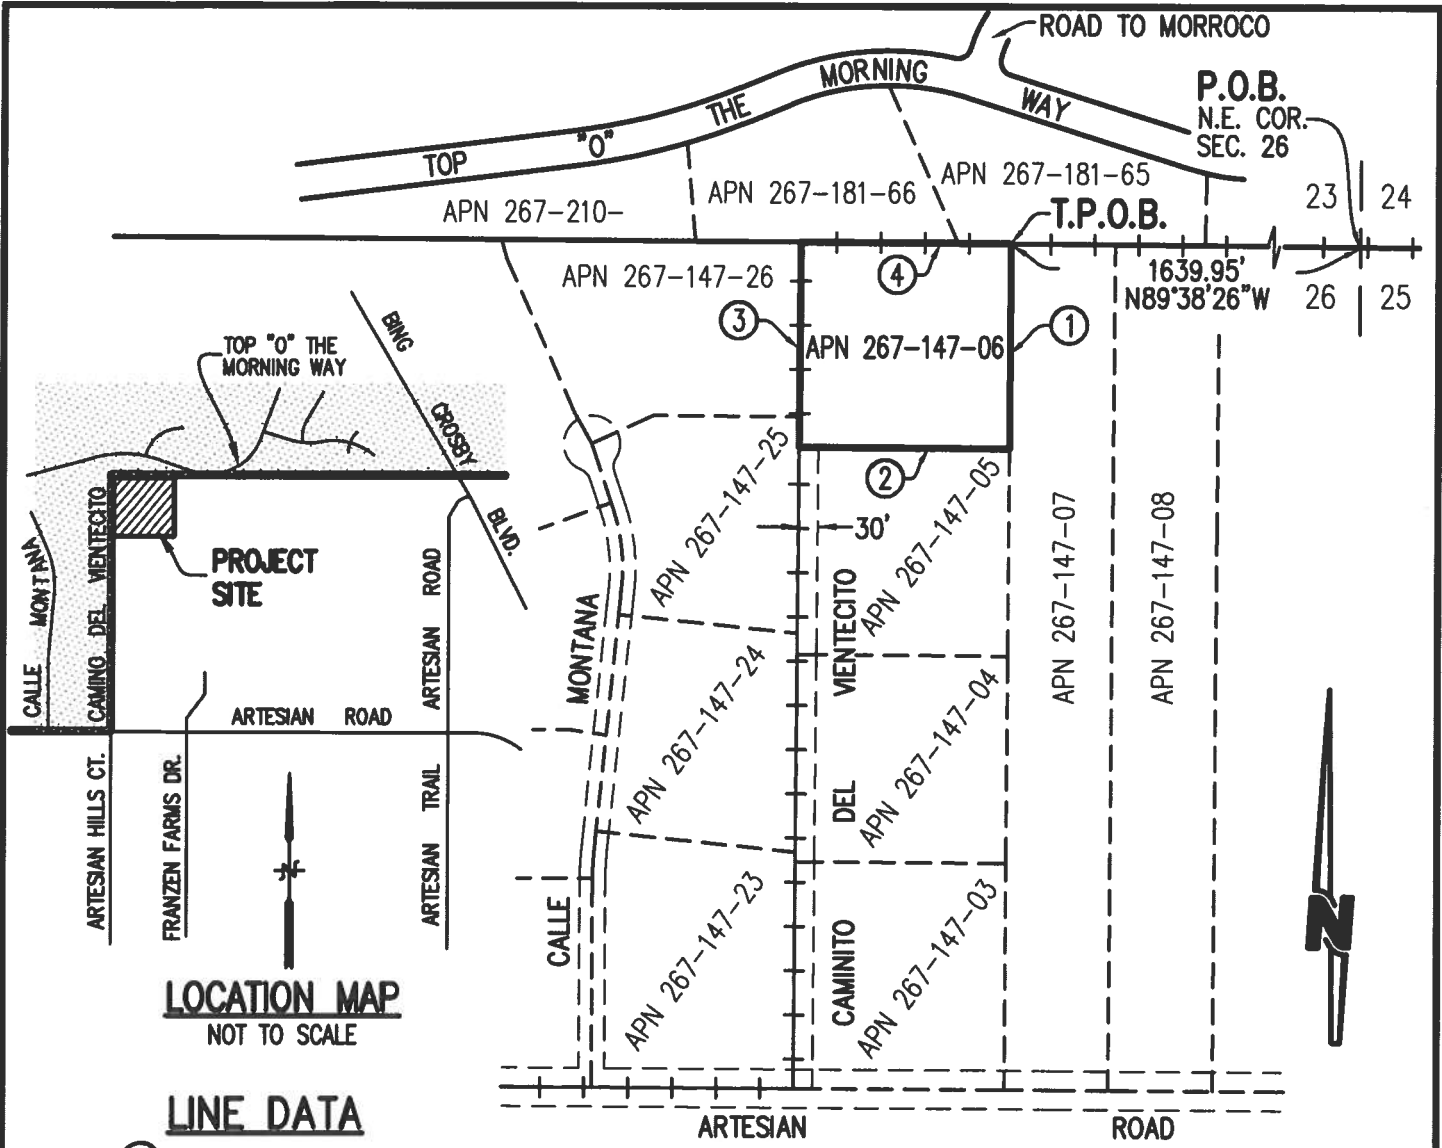 ROAD TO MORROCO
P.O.B.
N.E. COR.
SEC. 26
TOP "O" THE MORNING WAY
23
24
APN 267-210-
APN 267-181-66
APN 267-181-65
T.P.O.B.
1639.95'
N89°38'26"W
26
25
APN 267-147-26
4
3
1
APN 267-147-06
2
30'
TOP "O" THE
MORNING WAY
BING CROSBY BLVD.
PROJECT
SITE
CALLE MONTANA
CAMINO DEL VIENTECITO
ARTESIAN ROAD
ARTESIAN ROAD
ARTESIAN HILLS CT.
FRANZEN FARMS DR.
ARTESIAN TRAIL
N
LOCATION MAP
NOT TO SCALE
CALLE MONTANA
APN 267-147-25
APN 267-147-24
APN 267-147-23
CAMINITO DEL VIENTECITO
APN 267-147-05
APN 267-147-04
APN 267-147-03
APN 267-147-07
APN 267-147-08
N
LINE DATA
ARTESIAN ROAD